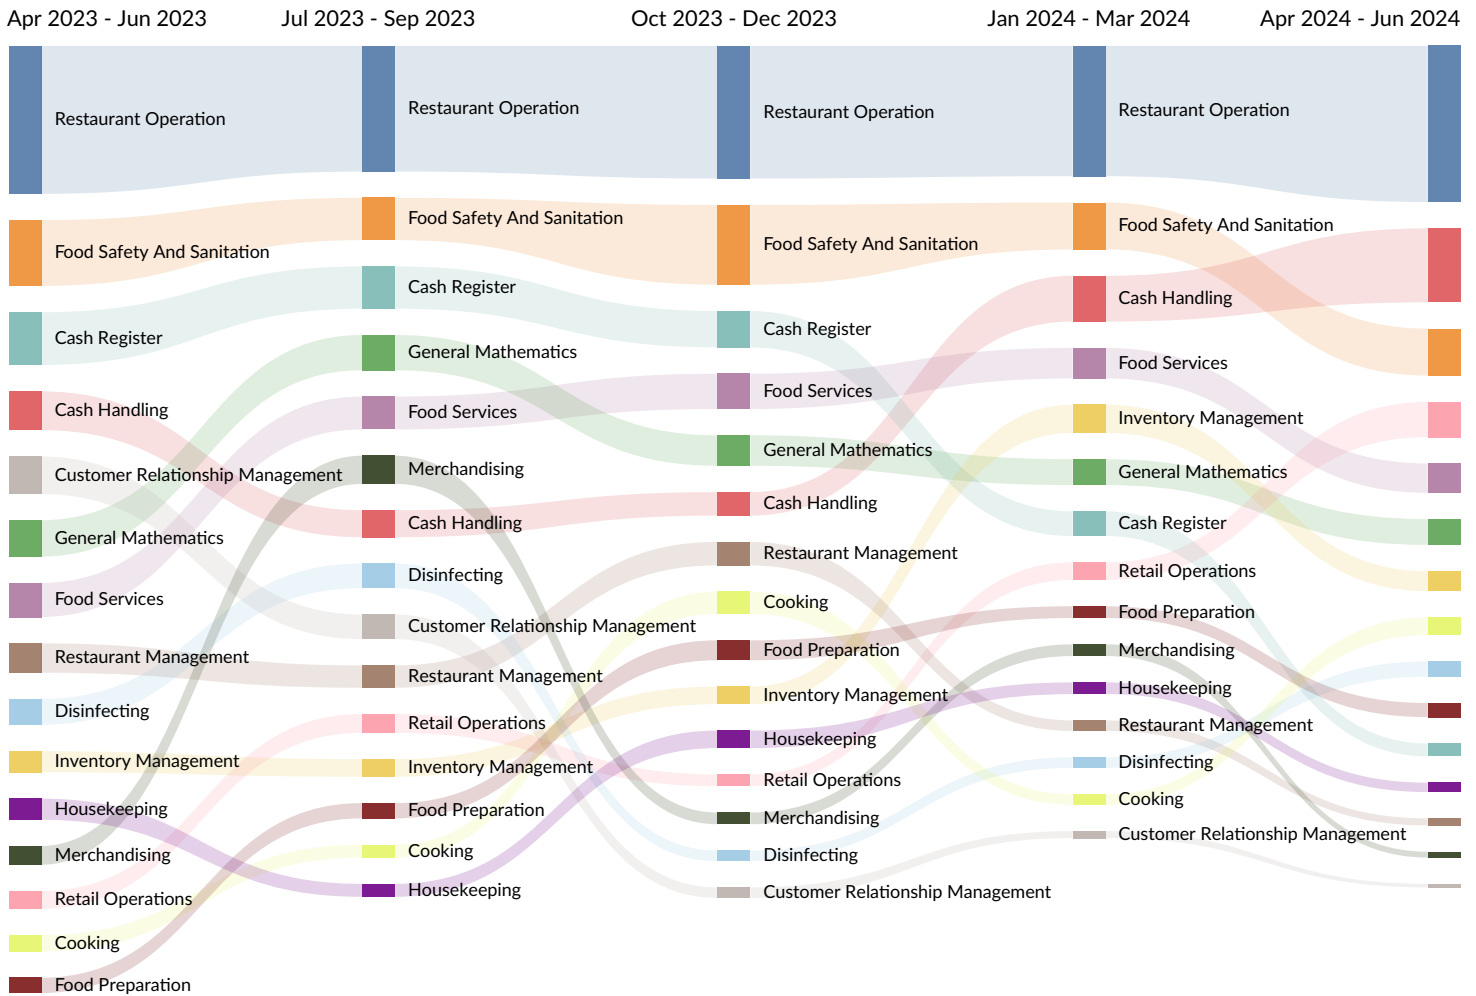 Apr 2023 - Jun 2023
Jul 2023 - Sep 2023
Oct 2023 - Dec 2023
Jan 2024 - Mar 2024
Apr 2024 - Jun 2024
Restaurant Operation
Food Safety And Sanitation
Cash Register
Cash Handling
Customer Relationship Management
General Mathematics
Food Services
Restaurant Management
Disinfecting
Inventory Management
Housekeeping
Merchandising
Retail Operations
Cooking
Food Preparation
Restaurant Operation
Food Safety And Sanitation
Cash Register
General Mathematics
Food Services
Merchandising
Cash Handling
Disinfecting
Customer Relationship Management
Restaurant Management
Retail Operations
Inventory Management
Food Preparation
Cooking
Housekeeping
Restaurant Operation
Food Safety And Sanitation
Cash Register
Food Services
General Mathematics
Cash Handling
Restaurant Management
Cooking
Food Preparation
Inventory Management
Housekeeping
Retail Operations
Merchandising
Disinfecting
Customer Relationship Management
Restaurant Operation
Food Safety And Sanitation
Cash Handling
Food Services
Inventory Management
General Mathematics
Cash Register
Retail Operations
Food Preparation
Merchandising
Housekeeping
Restaurant Management
Disinfecting
Cooking
Customer Relationship Management